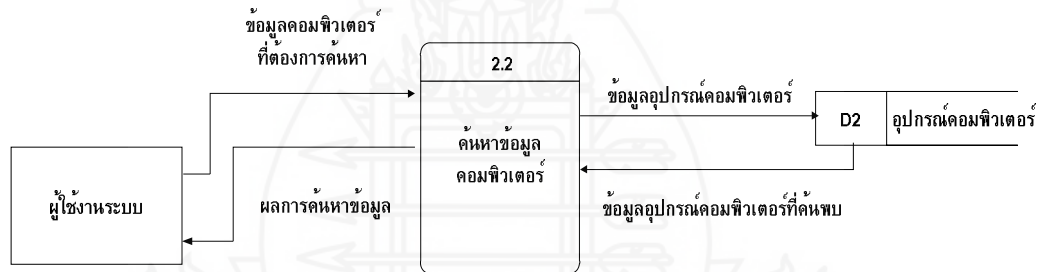 ข้อมูลคอมพิวเตอร์
ที่ต้องการค้นหา
2.2
ข้อมูลอุปกรณ์คอมพิวเตอร์
D2
อุปกรณ์คอมพิวเตอร์
ค้นหาข้อมูล
คอมพิวเตอร์
ผู้ใช้งานระบบ
ผลการค้นหาข้อมูล
ข้อมูลอุปกรณ์คอมพิวเตอร์ที่ค้นพบ